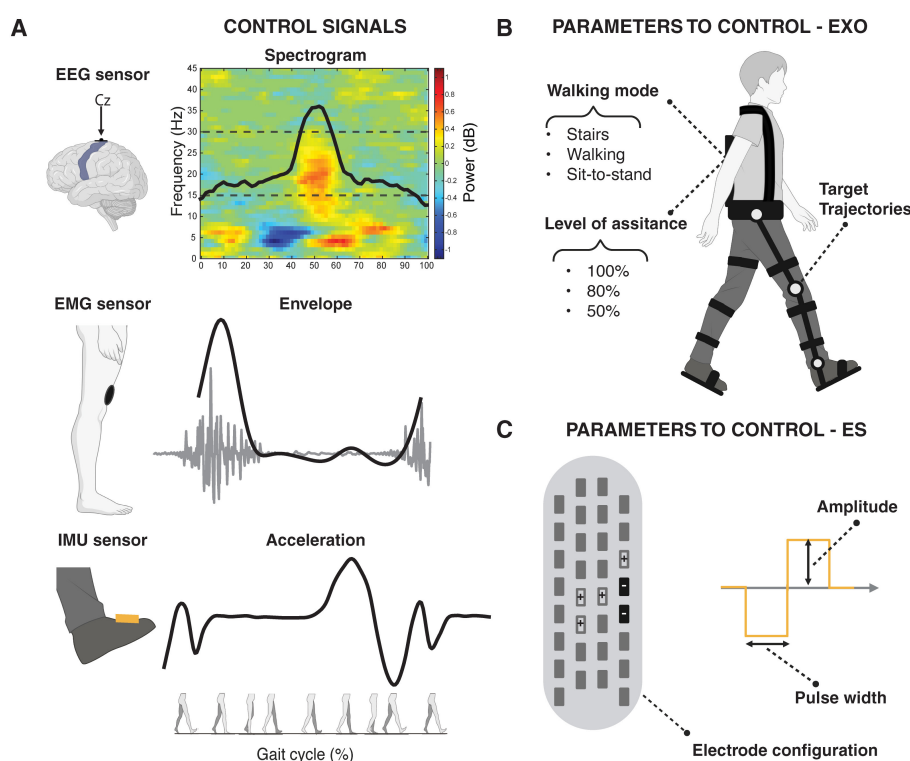 A
CONTROL SIGNALS
Spectrogram
EEG sensor
Cz
Frequency (Hz)
45
40
35
30
25
20
15
10
5
0
0 10 20 30 40 50 60 70 80 90 100
1
0.8
0.6
0.4
0.2
0
-0.2
-0.4
-0.6
-0.8
-1
Power (dB)
EMG sensor
Envelope
IMU sensor
Acceleration
Gait cycle (%)
B
PARAMETERS TO CONTROL - EXO
Walking mode
• Stairs
• Walking
• Sit-to-stand
Level of assitance
• 100%
• 80%
• 50%
Target
Trajectories
C
PARAMETERS TO CONTROL - ES
+
-
+ +
-
+
Amplitude
Pulse width
Electrode configuration